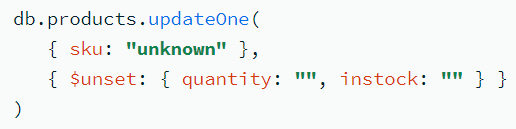 db.products.updateOne(
   { sku: "unknown" },
   { $unset: { quantity: "", instock: "" } }
)